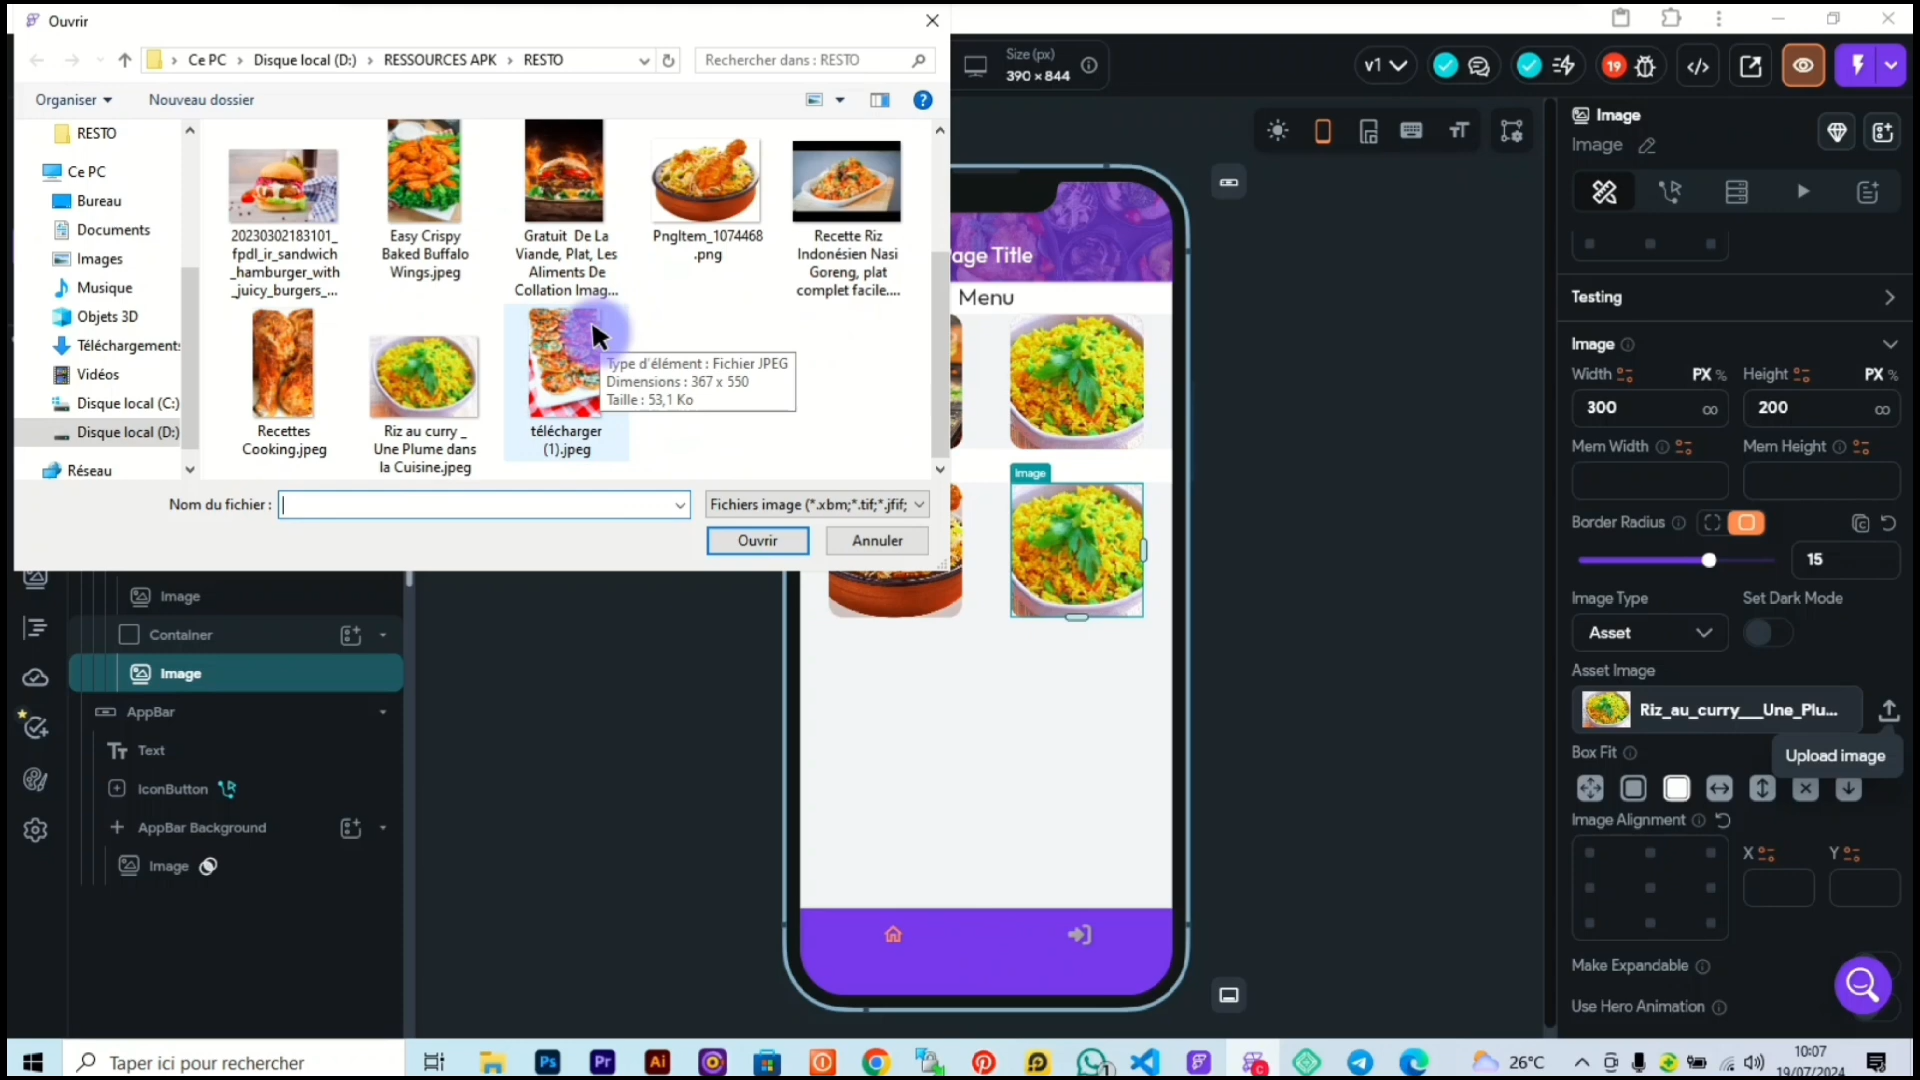 Ouvrir
Ce PC > Disque local (D:) > RESSOURCES APK > RESTO
Rechercher dans : RESTO
Organiser
Nouveau dossier
RESTO
Ce PC
Bureau
Documents
Images
Musique
Objets 3D
Téléchargement:
Vidéos
Disque local (C:)
Disque local (D:)
Réseau
20230302183101_
fpdl_ir_sandwich
_hamburger_with
_juicy_burgers_...
Easy Crispy
Baked Buffalo
Wings.jpeg
Gratuit De La
Viande, Plat, Les
Aliments De
Collation Imag...
PngItem_1074468
.png
Recette Riz
Indonésien Nasi
Goreng, plat
complet facile....
Recettes
Cooking.jpeg
Riz au curry _
Une Plume dans
la Cuisine.jpeg
télécharger
(1).jpeg
Type d'élément : Fichier JPEG
Dimensions : 367 x 550
Taille : 53,1 Ko
Nom du fichier :
Fichiers image (*.xbm;*.tif;*.jfif;
Ouvrir
Annuler
Size (px)
390 × 844
v1
19
age Title
Menu
Image
Image
Container
Image
AppBar
Text
IconButton
AppBar Background
Image
Image
Image
Testing
Image
Width
PX %
Height
PX %
300
200
Mem Width
Mem Height
Border Radius
15
Image Type
Set Dark Mode
Asset
Asset Image
Riz_au_curry___Une_Plu...
Box Fit
Upload image
Image Alignment
X
Y
Make Expandable
Use Hero Animation
Taper ici pour rechercher
Ps
Pr
Ai
26°C
10:07
19/07/2024